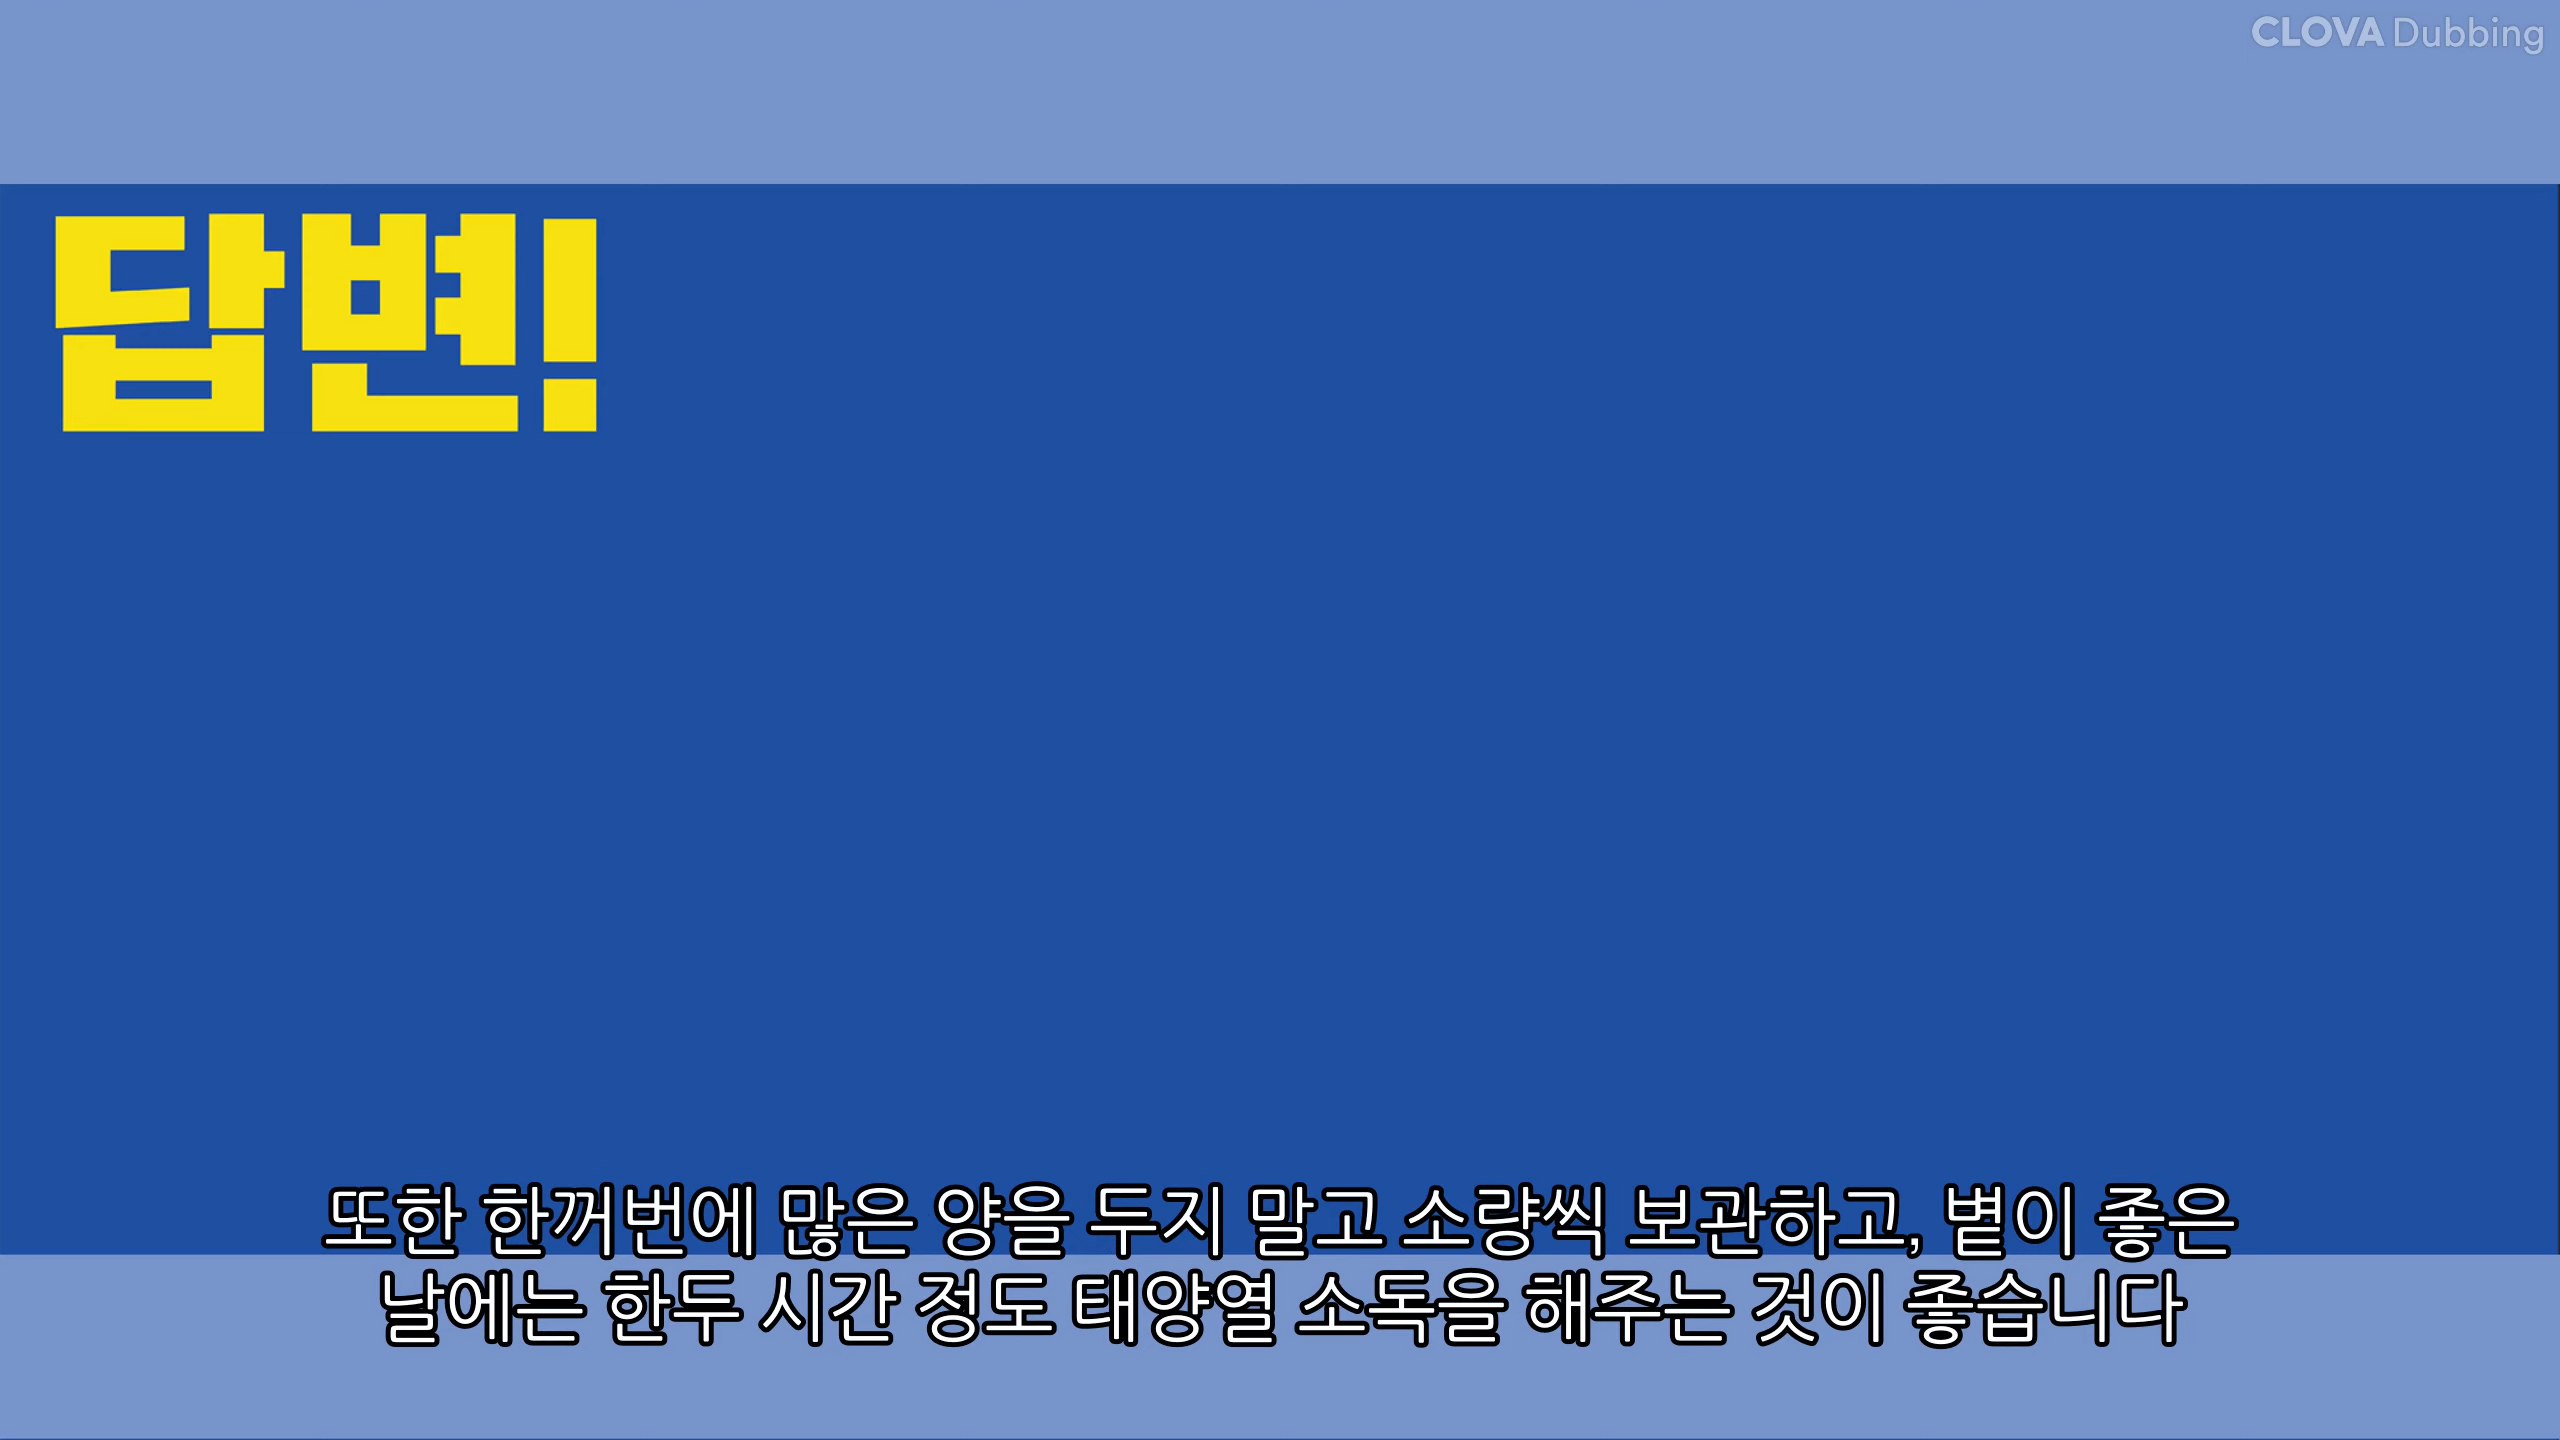 CLOVA Dubbing
답변!
또한 한꺼번에 많은 양을 두지 말고 소량씩 보관하고, 볕이 좋은
날에는 한두 시간 정도 태양열 소독을 해주는 것이 좋습니다